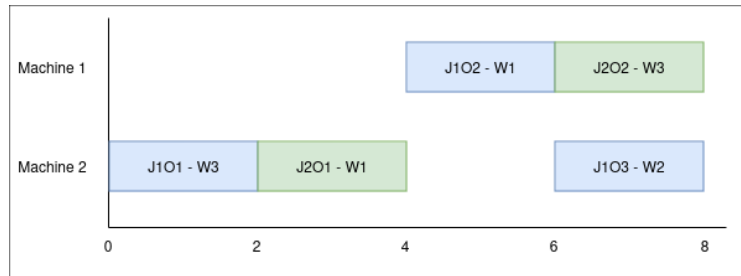 Machine 1
J1O2 - W1
J2O2 - W3
Machine 2
J1O1 - W3
J2O1 - W1
J1O3 - W2
0
2
4
6
8